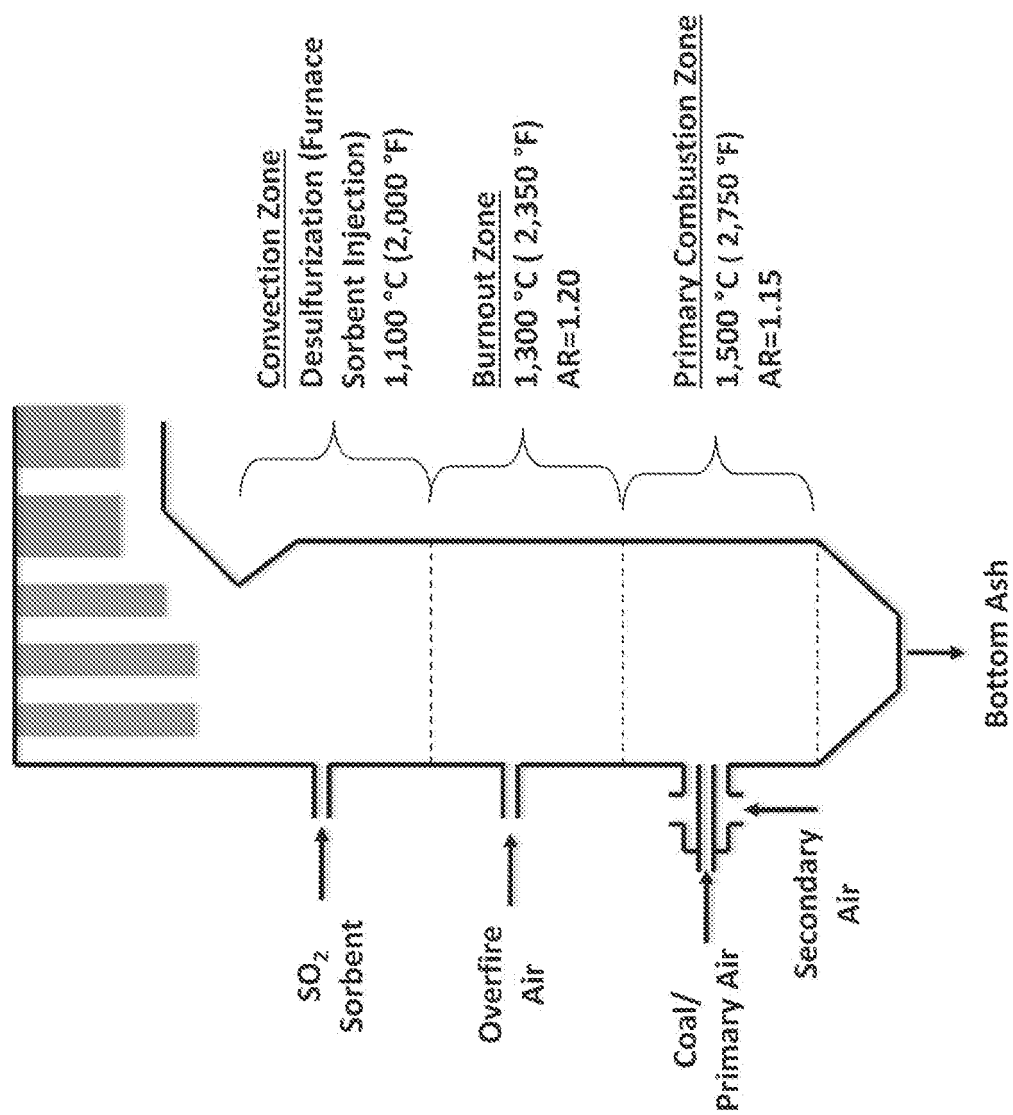 Convection Zone
Desulfurization (Furnace
Sorbent Injection)
1,100 °C (2,000 °F)
Burnout Zone
1,300 °C ( 2,350 °F)
AR=1.20
Primary Combustion Zone
1,500 °C ( 2,750 °F)
AR=1.15
SO₂
Sorbent
Overfire
Air
Coal/
Primary Air
Secondary
Air
Bottom Ash